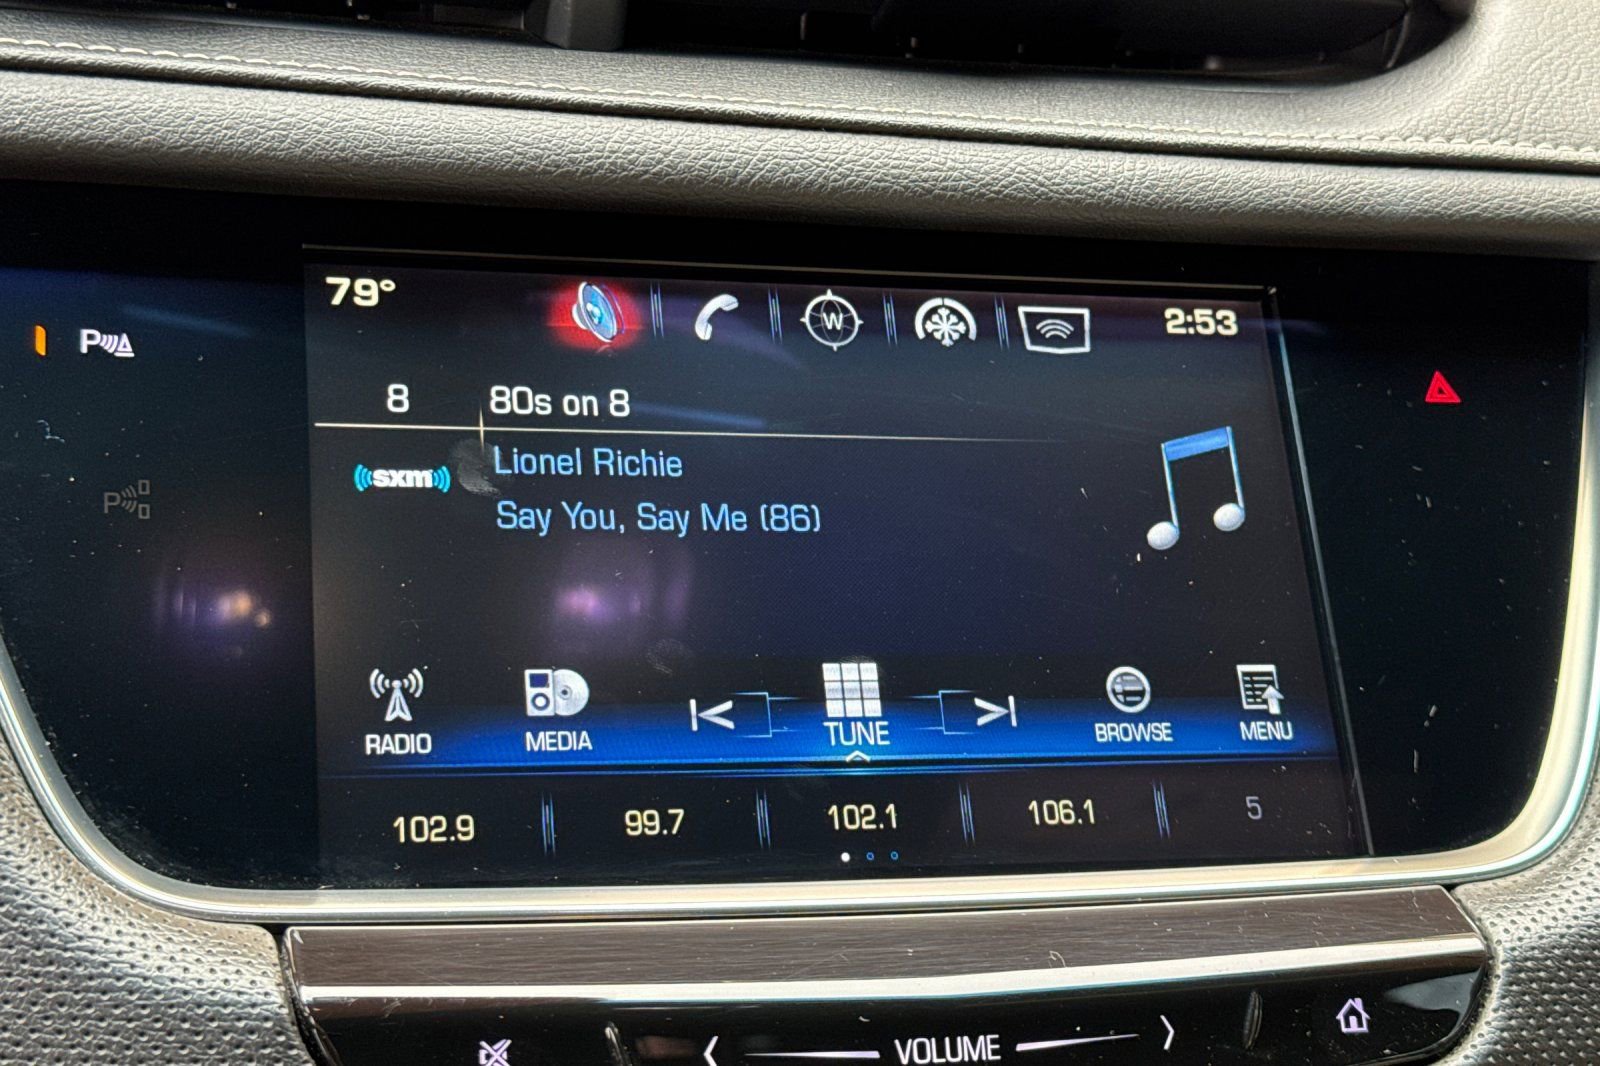 79°
W
2:53
P
8
80s on 8
sxm
Lionel Richie
Say You, Say Me (86)
P
RADIO
MEDIA
TUNE
BROWSE
MENU
102.9
99.7
102.1
106.1
5
VOLUME